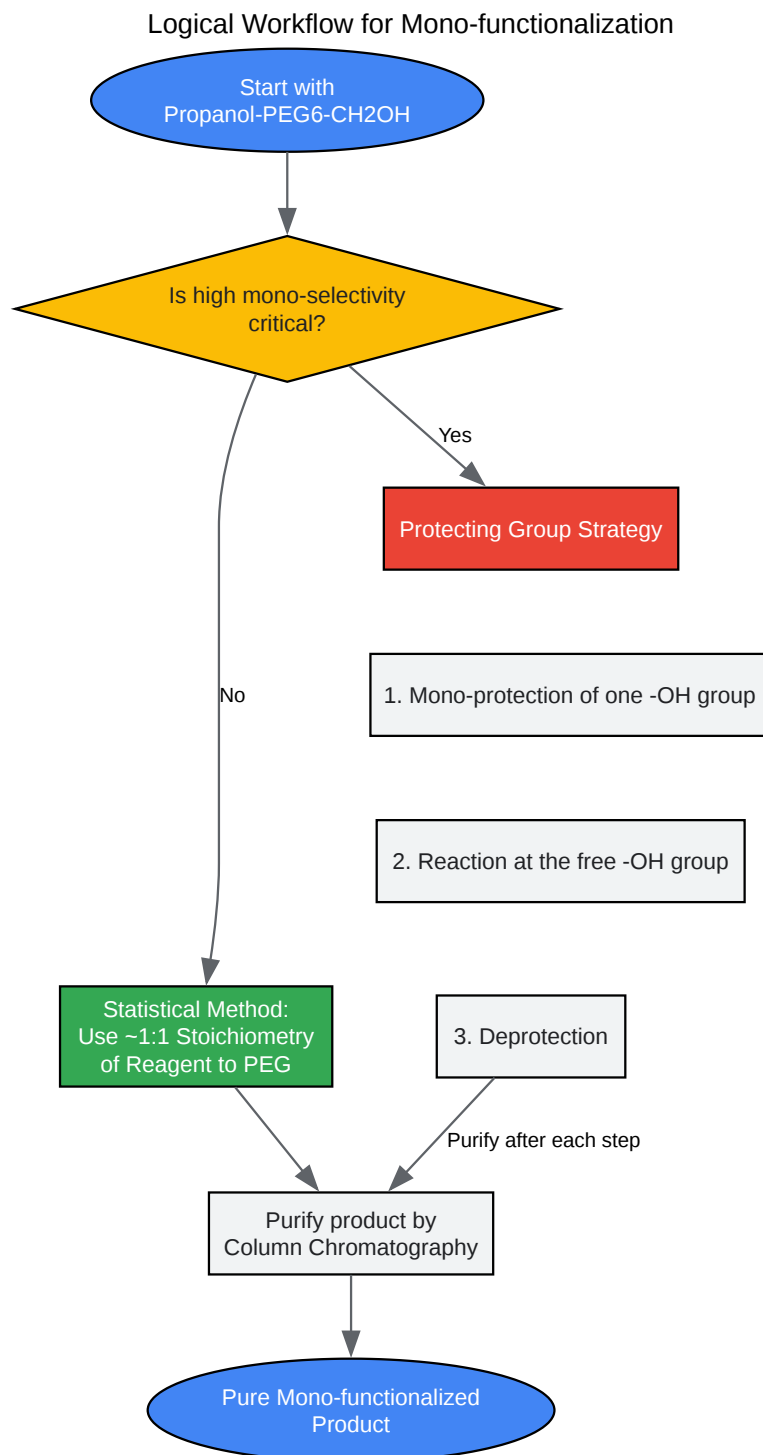 Logical Workflow for Mono-functionalization
Start with
Propanol-PEG6-CH2OH
Is high mono-selectivity
critical?
Yes
Protecting Group Strategy
1. Mono-protection of one -OH group
No
2. Reaction at the free -OH group
Statistical Method:
Use ~1:1 Stoichiometry
of Reagent to PEG
3. Deprotection
Purify after each step
Purify product by
Column Chromatography
Pure Mono-functionalized
Product